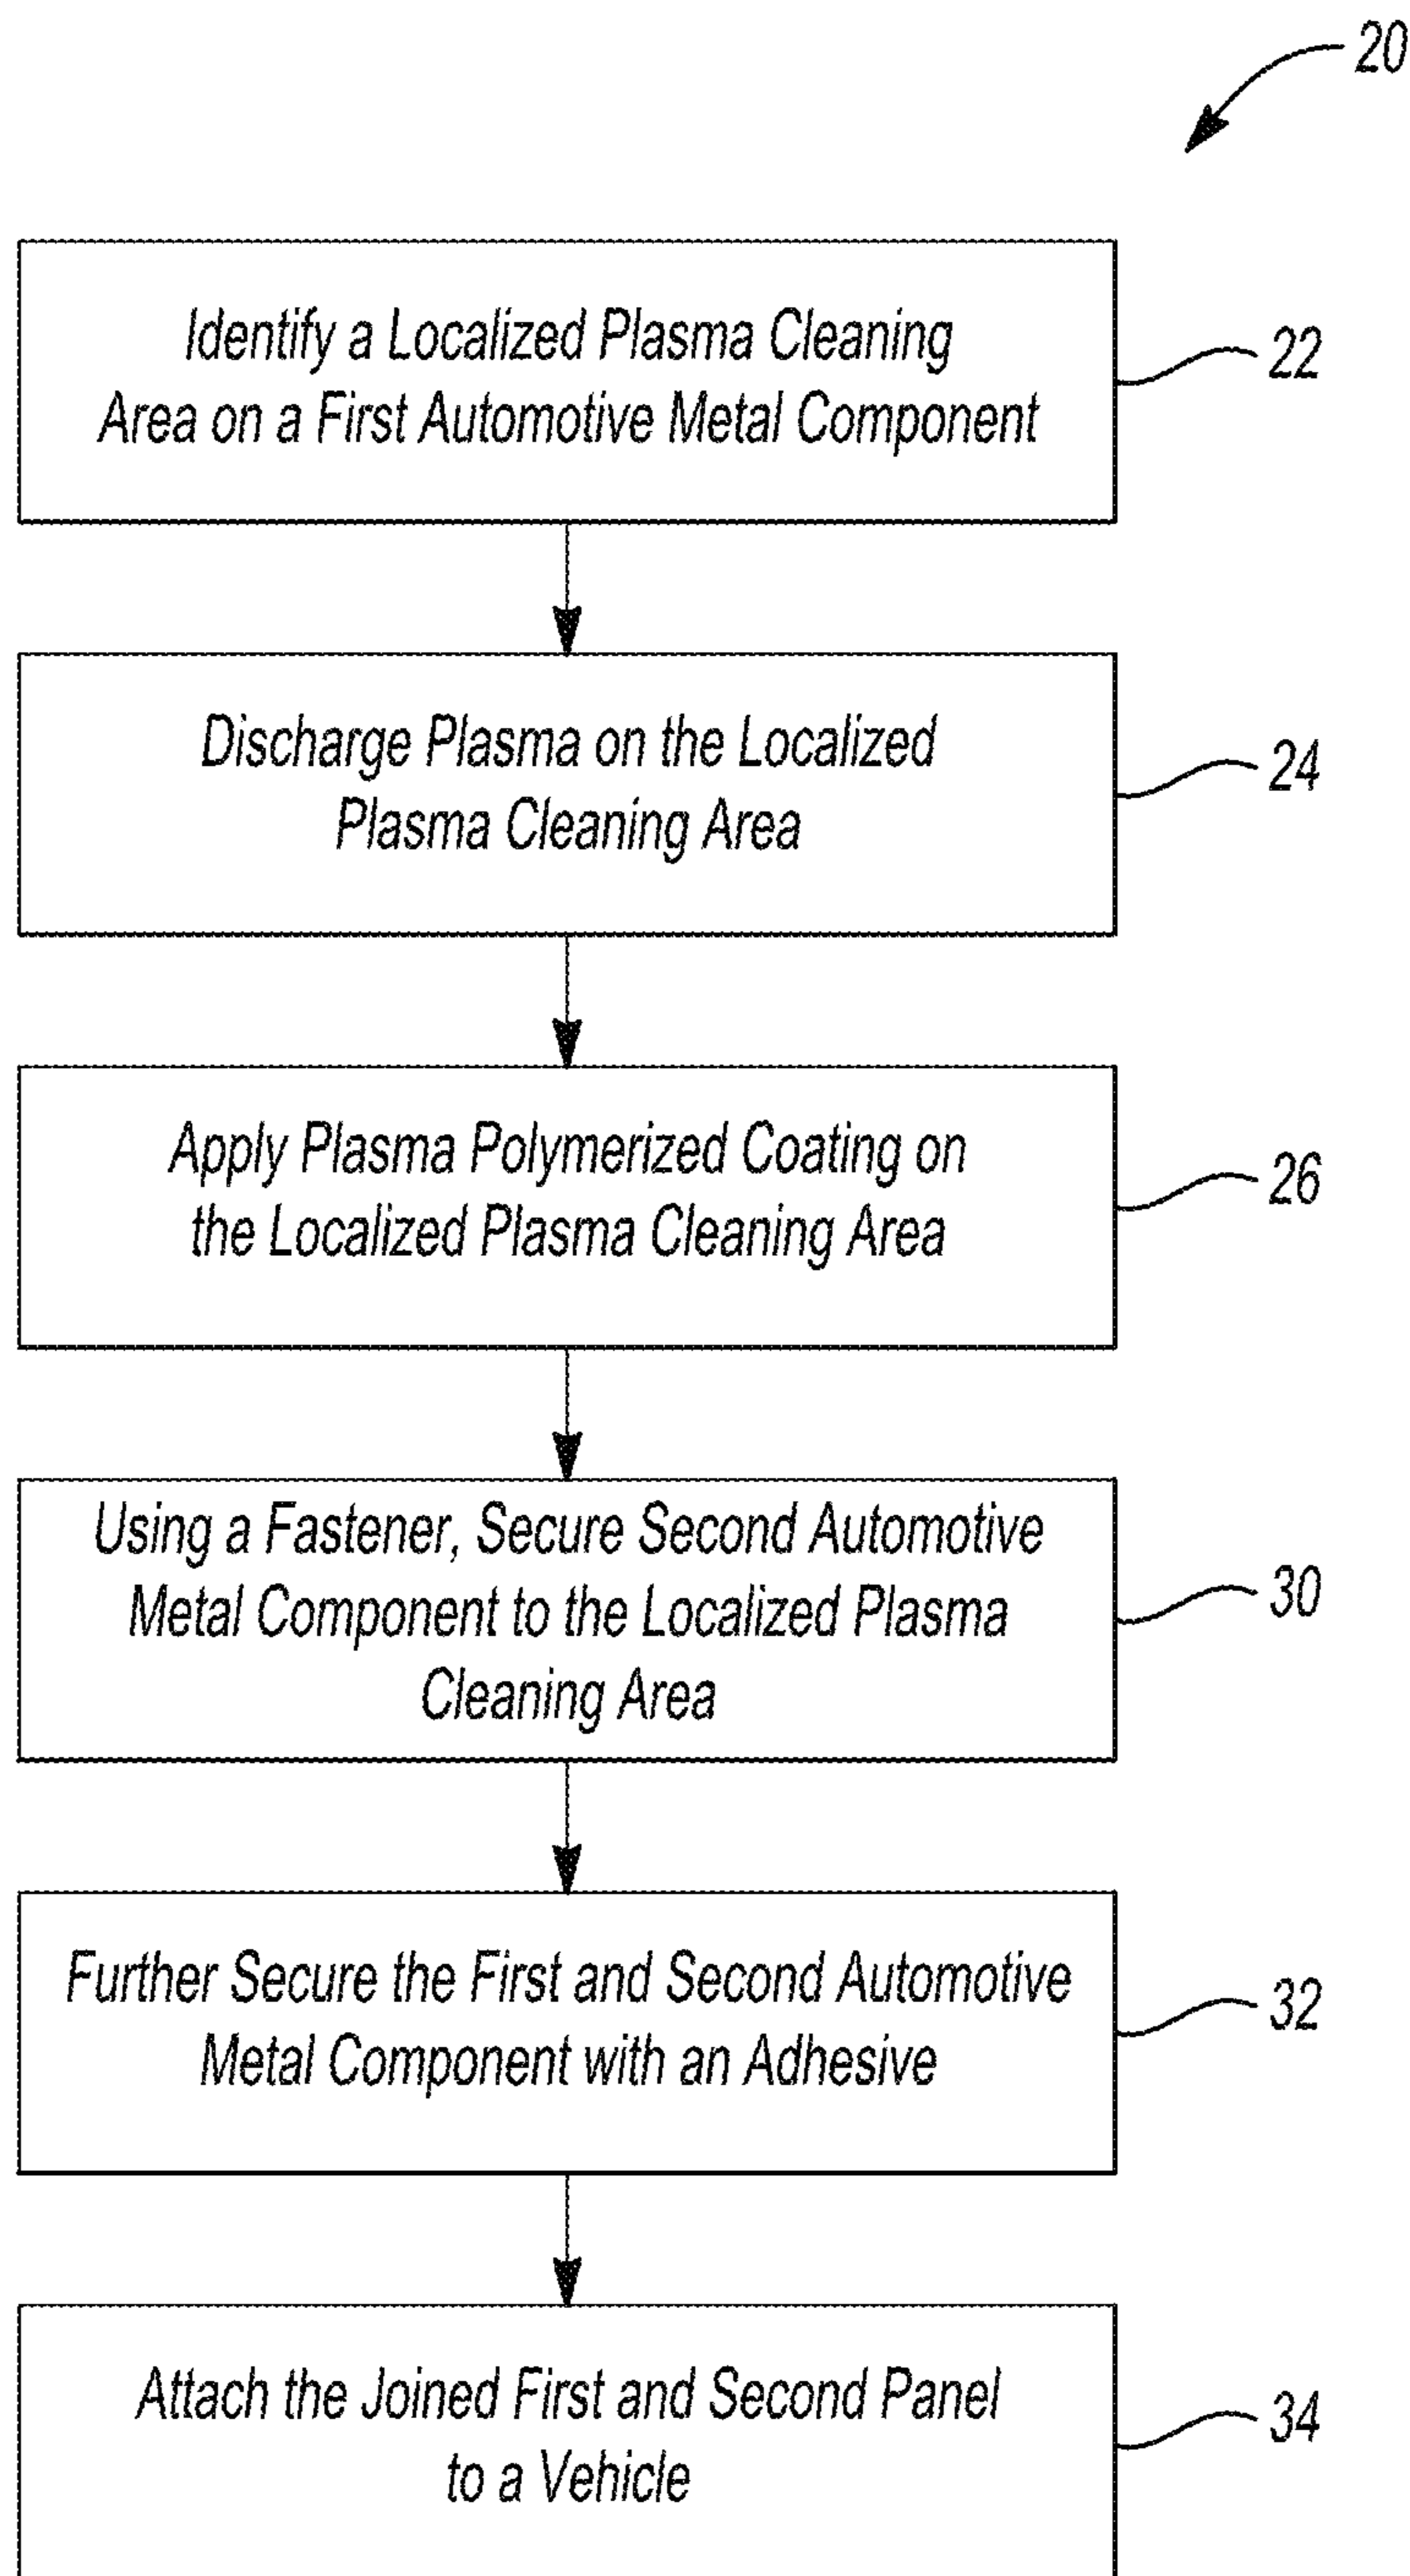 20
Identify a Localized Plasma Cleaning
Area on a First Automotive Metal Component
22
Discharge Plasma on the Localized
Plasma Cleaning Area
24
Apply Plasma Polymerized Coating on
the Localized Plasma Cleaning Area
26
Using a Fastener, Secure Second Automotive
Metal Component to the Localized Plasma
Cleaning Area
30
Further Secure the First and Second Automotive
Metal Component with an Adhesive
32
Attach the Joined First and Second Panel
to a Vehicle
34